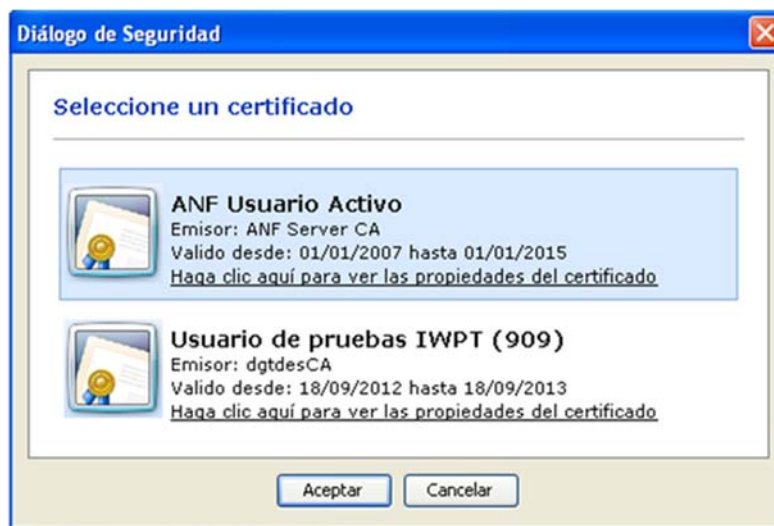 Diálogo de Seguridad
Seleccione un certificado
ANF Usuario Activo
Emisor: ANF Server CA
Valido desde: 01/01/2007 hasta 01/01/2015
Haga clic aquí para ver las propiedades del certificado
Usuario de pruebas IWPT (909)
Emisor: dgtdesCA
Valido desde: 18/09/2012 hasta 18/09/2013
Haga clic aquí para ver las propiedades del certificado
Aceptar Cancelar